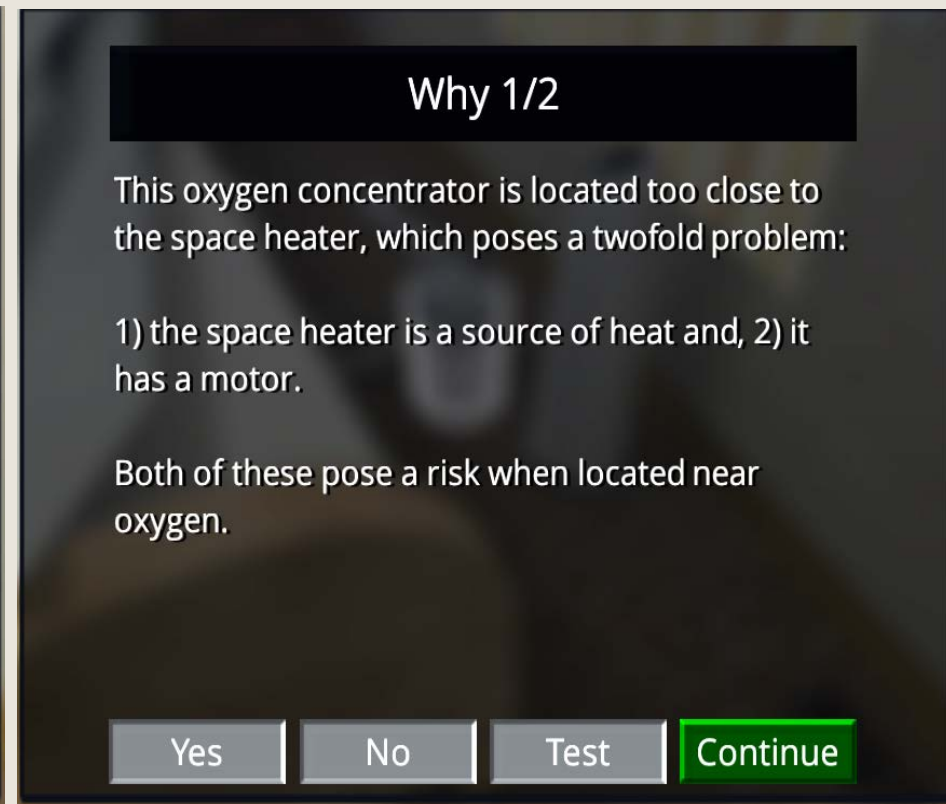 Why 1/2
This oxygen concentrator is located too close to
the space heater, which poses a twofold problem:
1) the space heater is a source of heat and, 2) it
has a motor.
Both of these pose a risk when located near
oxygen.
Yes
No
Test
Continue